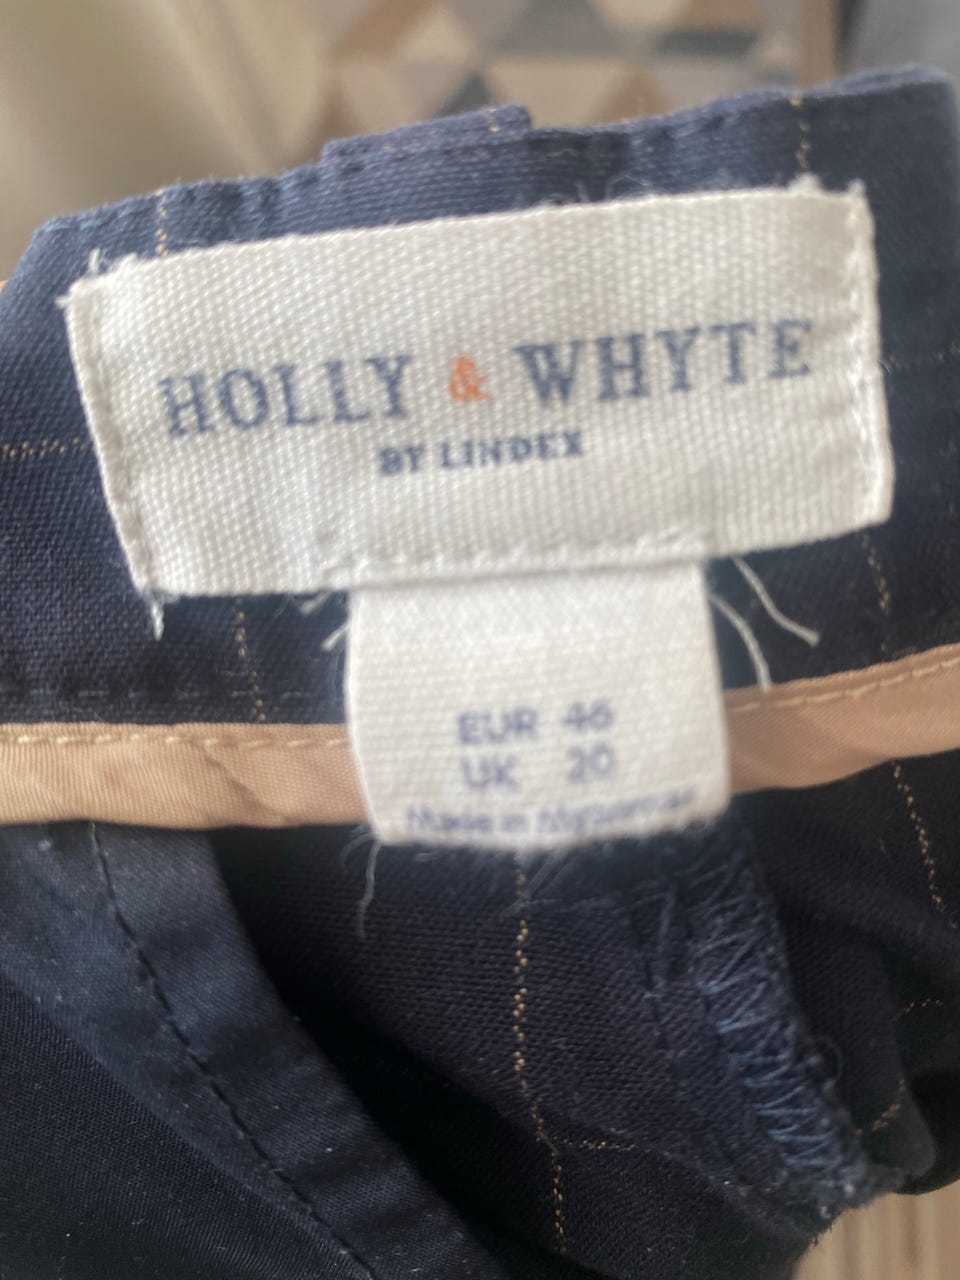 HOLLY & WHYTE
BY LINDEX
EUR 46
UK 20
Made in Myanmar